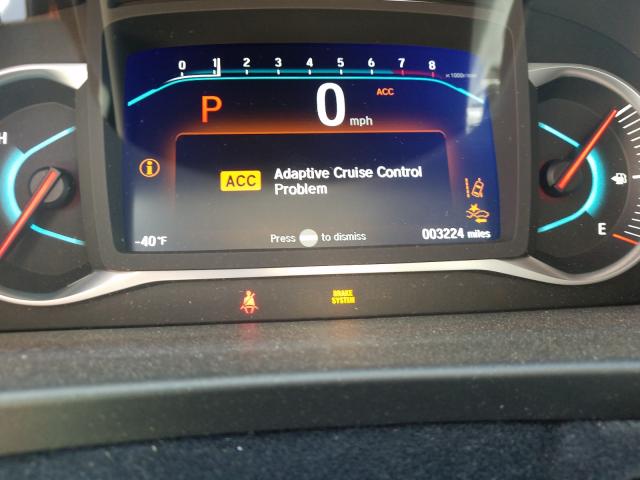 0 1 2 3 4 5 6 7 8
x1000r/min
P 0 mph ACC
H
ACC Adaptive Cruise Control
Problem
E
-40°F Press to dismiss 003224 miles
BRAKE
SYSTEM